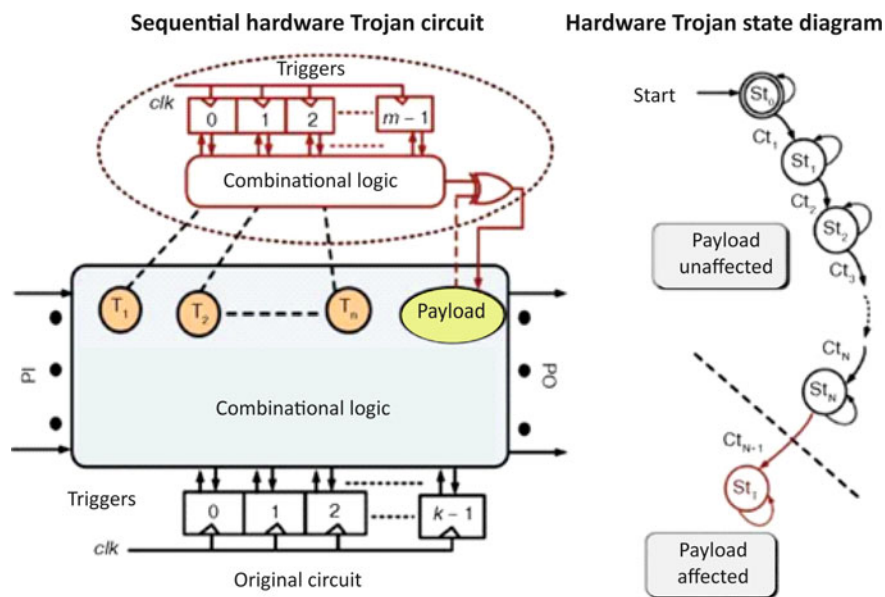 Sequential hardware Trojan circuit
Hardware Trojan state diagram
Triggers
clk
0 1 2 m – 1
Combinational logic
T1 T2 Tn Payload
PI
PO
Combinational logic
Triggers
0 1 2 k – 1
clk
Original circuit
Start
St0
Ct1
St1
Ct2
St2
Ct3
Payload
unaffected
CtN
StN
CtN+1
StT
Payload
affected